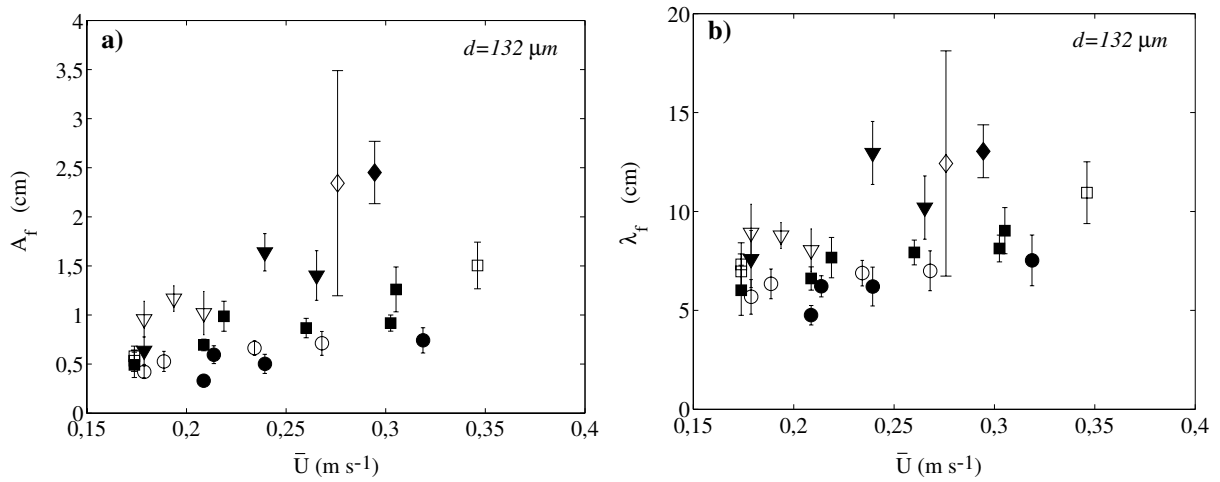 a)
d=132 μm
4
3,5
3
2,5
2
1,5
1
0,5
0
A_f (cm)
0,15 0,2 0,25 0,3 0,35 0,4
Ū (m s-1)
b)
d=132 μm
20
15
10
5
0
λ_f (cm)
0,15 0,2 0,25 0,3 0,35 0,4
Ū (m s-1)